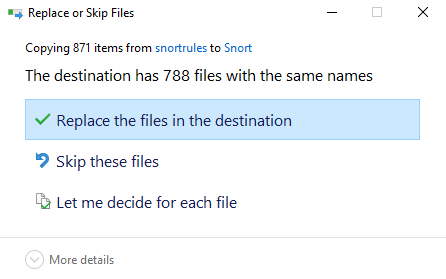 Replace or Skip Files
Copying 871 items from snortrules to Snort
The destination has 788 files with the same names
Replace the files in the destination
Skip these files
Let me decide for each file
More details